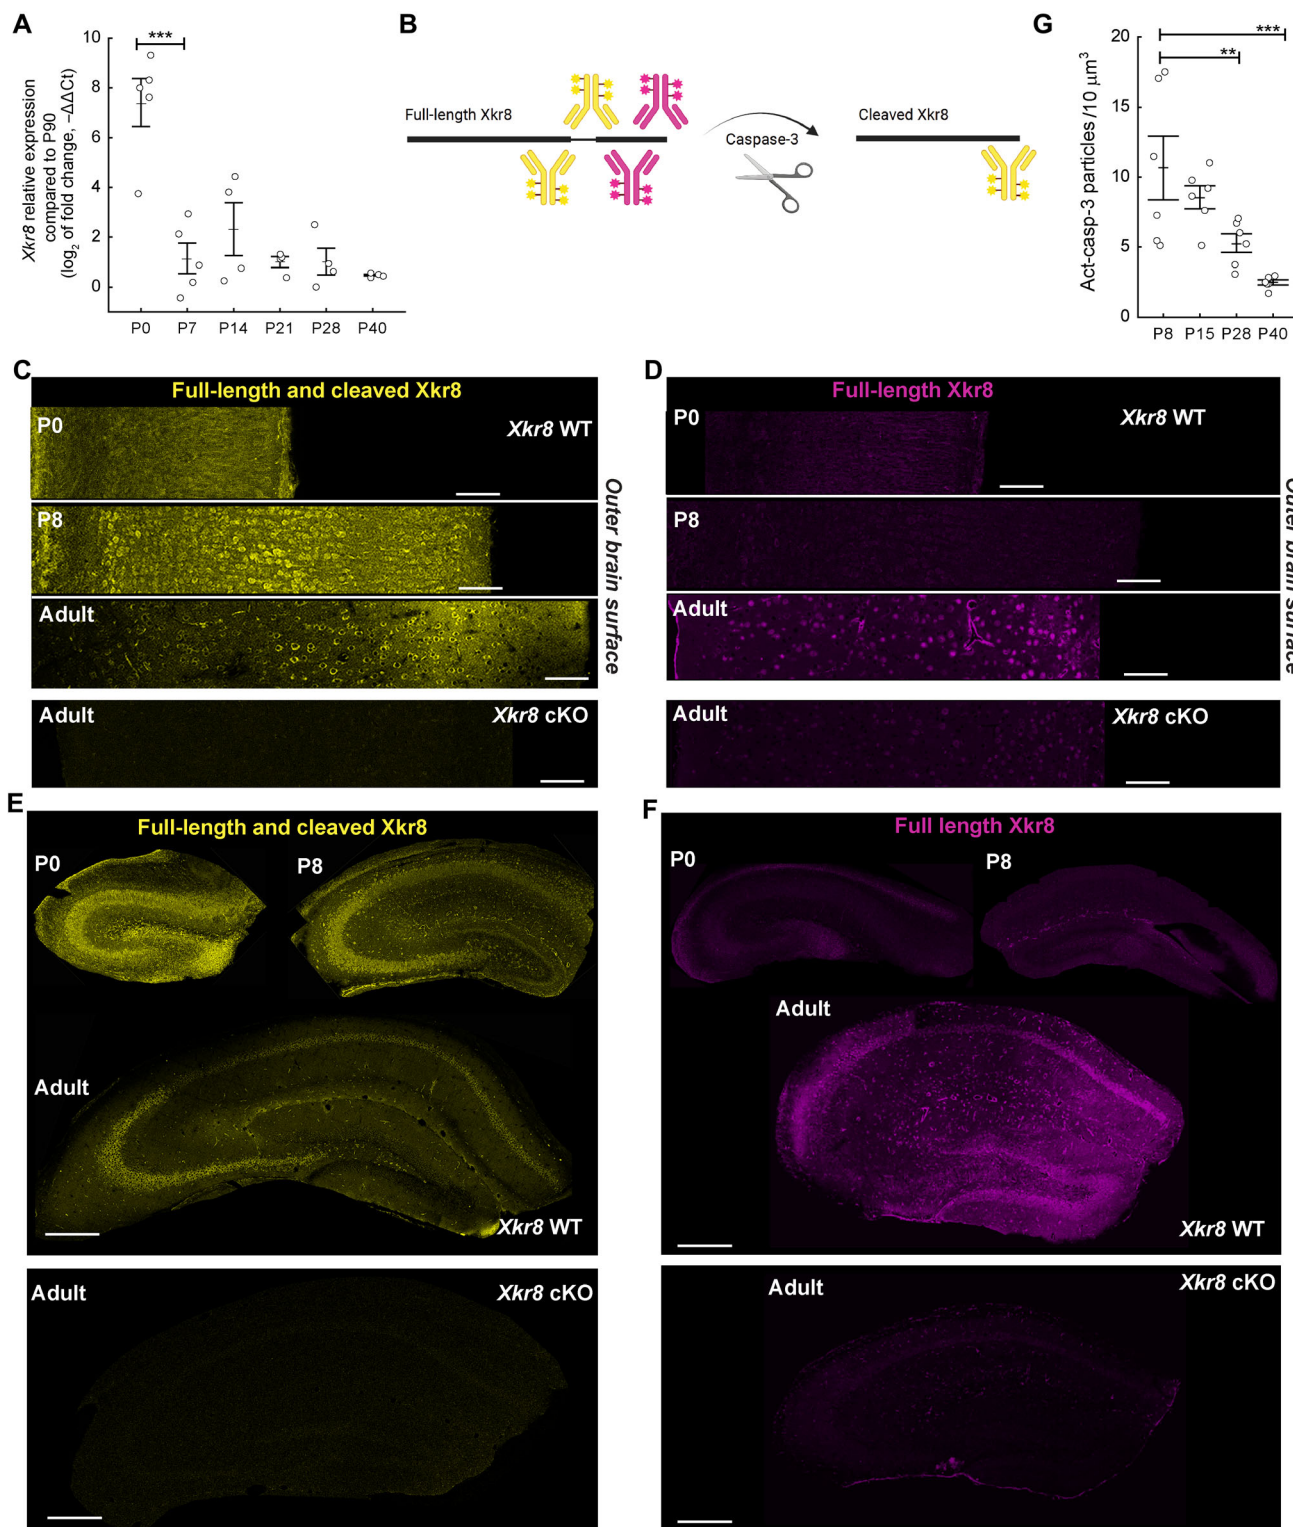 A
Xkr8 relative expression
compared to P90
(log2 of fold change, –ΔΔCt)
10
8
6
4
2
0
***
P0 P7 P14 P21 P28 P40
B
Full-length Xkr8
Caspase-3
Cleaved Xkr8
G
Act-casp-3 particles /10 μm³
20
15
10
5
0
***
**
P8 P15 P28 P40
C
Full-length and cleaved Xkr8
P0
Xkr8 WT
P8
Adult
Adult
Xkr8 cKO
Outer brain surface
D
Full-length Xkr8
P0
Xkr8 WT
P8
Adult
Adult
Xkr8 cKO
Outer brain surface
E
Full-length and cleaved Xkr8
P0
P8
Adult
Xkr8 WT
Adult
Xkr8 cKO
F
Full length Xkr8
P0
P8
Adult
Xkr8 WT
Adult
Xkr8 cKO